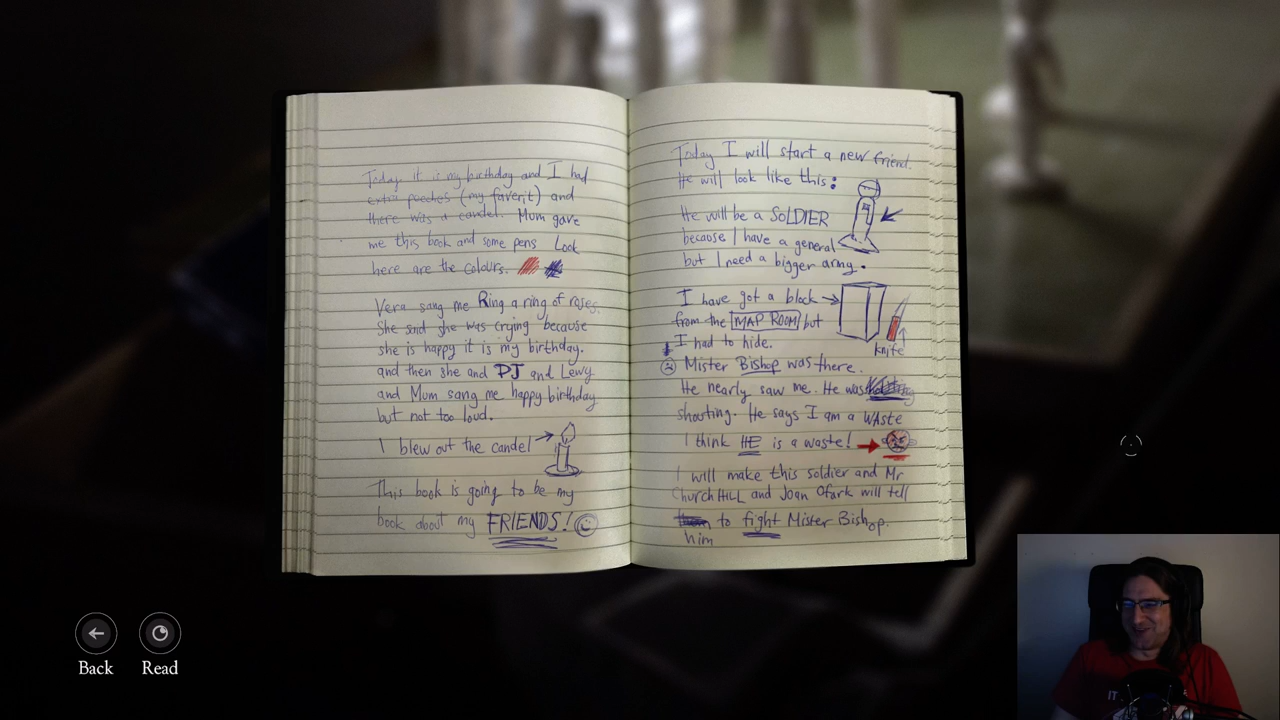 Today it is my birthday and I had
extra peeches (my faverit) and
there was a candel. Mum gave
me this book and some pens Look
here are the colours.
Vera sang me Ring a ring of roses.
She said she was crying because
she is happy it is my birthday.
and then she and PJ and Lewy
and Mum sang me happy birthday
but not too loud.
I blew out the candel
This book is going to be my
book about my FRIENDS!
Today I will start a new friend.
He will look like this:
He will be a SOLDIER
becaose I have a general
but I need a bigger army.
I have got a block
from the MAP ROOM but
I had to hide.
knife
Mister Bishop was there.
He nearly saw me. He was
shouting. He says I am a WAste
I think HE is a waste!
I will make this soldier and Mr
ChurchHILL and Joan Ofark will tell
to fight Mister Bishop.
him
Back
Read
IT